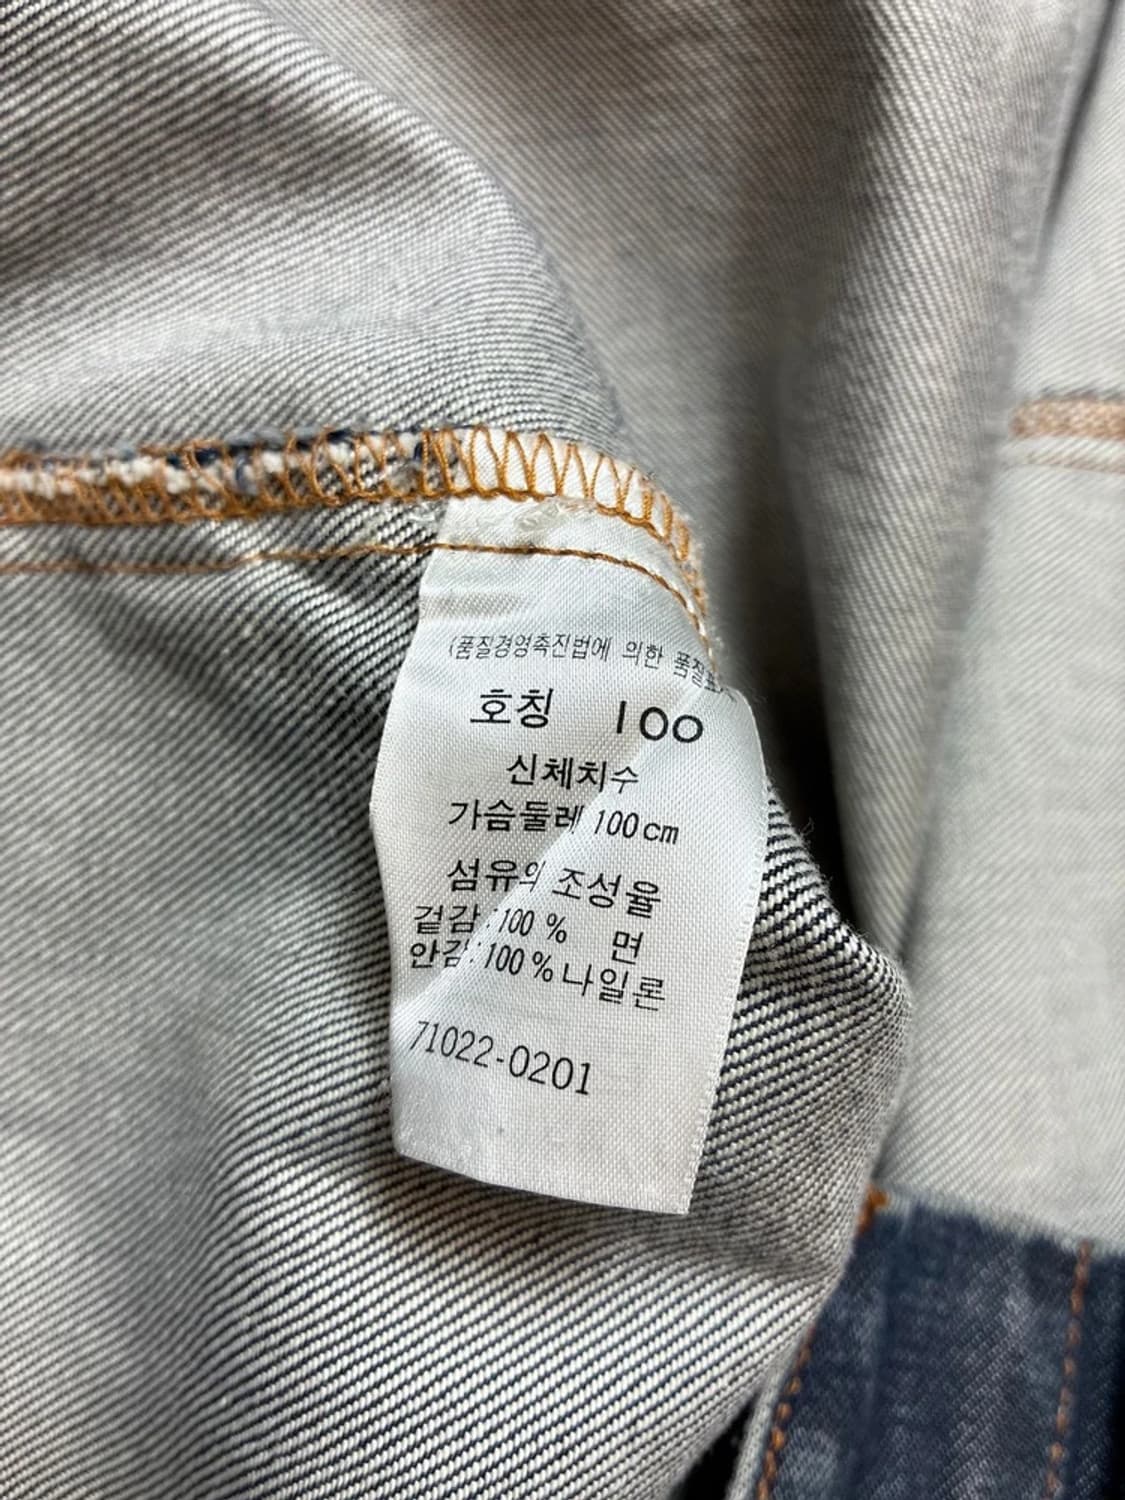 (품질경영촉진법에 의한 품질표시)
호칭 100
신체치수
가슴둘레 100cm
섬유의 조성율
겉감:100 % 면
안감:100% 나일론
71022-0201